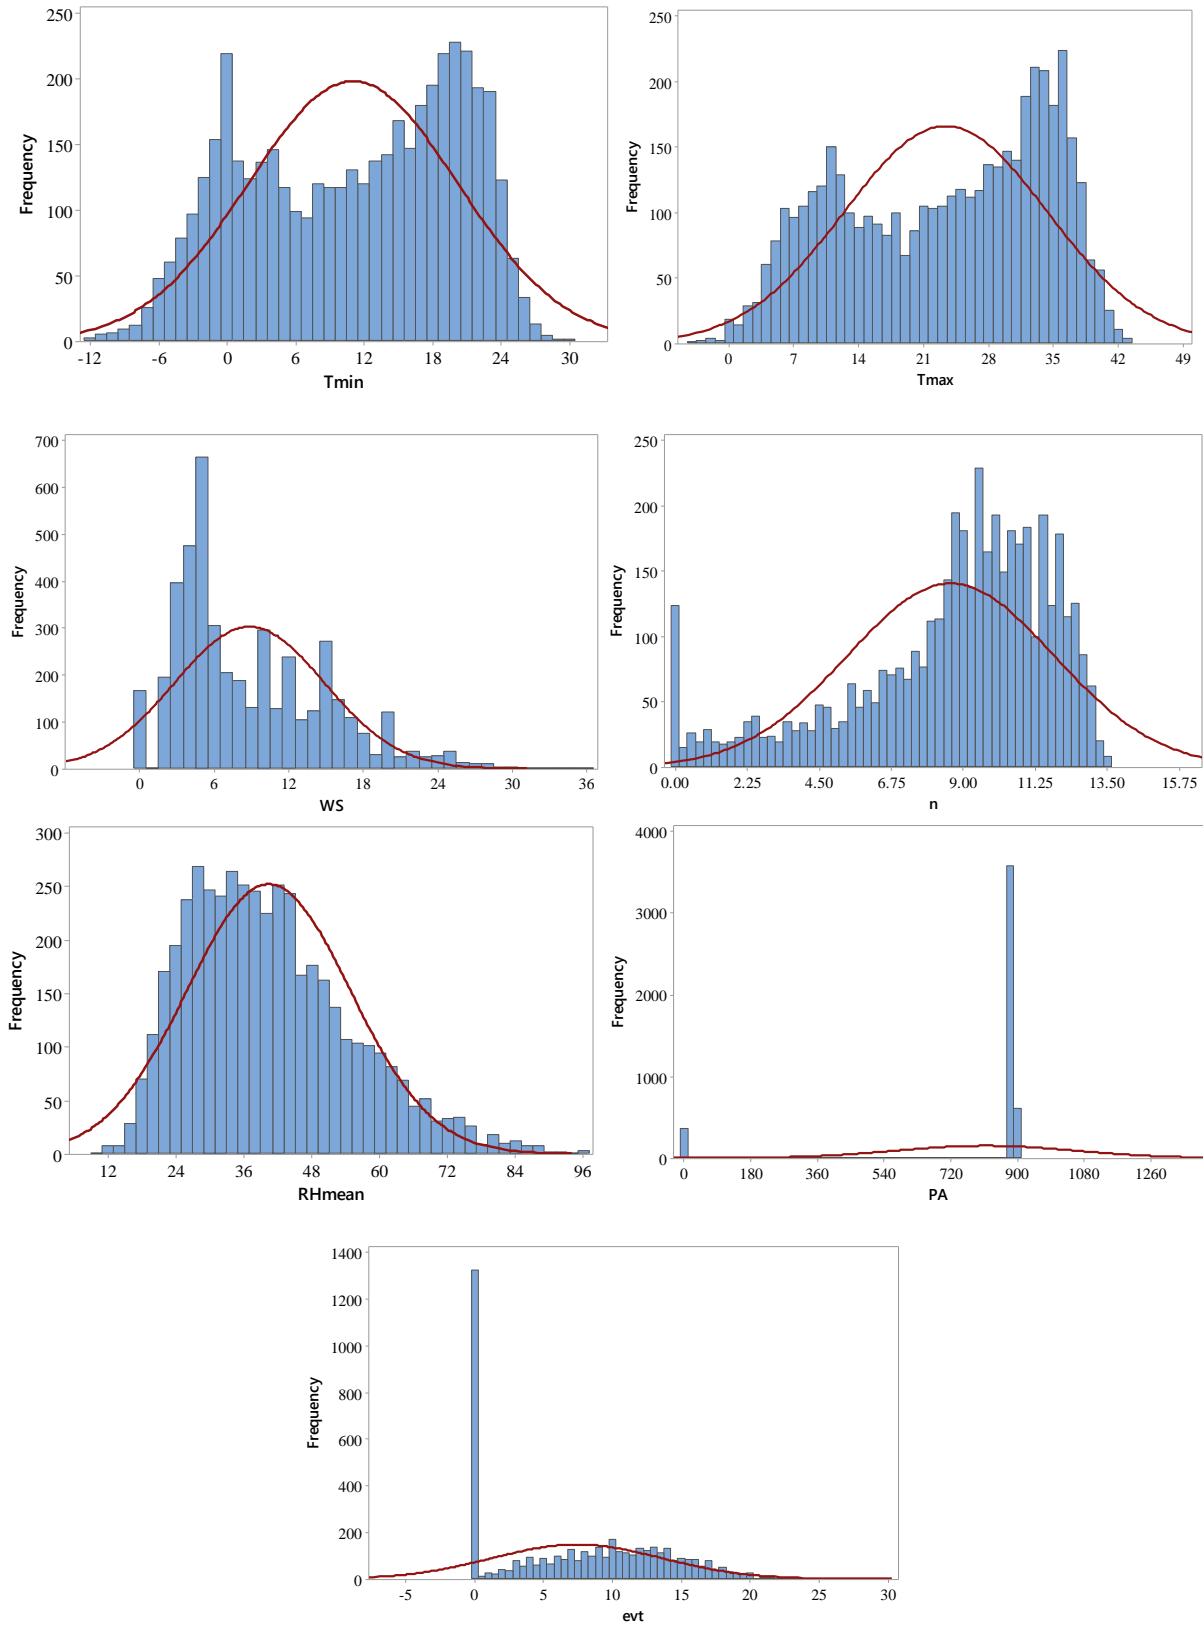 250
200
150
100
50
0
Frequency
-12 -6 0 6 12 18 24 30
Tmin
250
200
150
100
50
0
Frequency
0 7 14 21 28 35 42 49
Tmax
700
600
500
400
300
200
100
0
Frequency
0 6 12 18 24 30 36
WS
250
200
150
100
50
0
Frequency
0.00 2.25 4.50 6.75 9.00 11.25 13.50 15.75
n
300
250
200
150
100
50
0
Frequency
12 24 36 48 60 72 84 96
RHmean
4000
3000
2000
1000
0
Frequency
0 180 360 540 720 900 1080 1260
PA
1400
1200
1000
800
600
400
200
0
Frequency
-5 0 5 10 15 20 25 30
evt